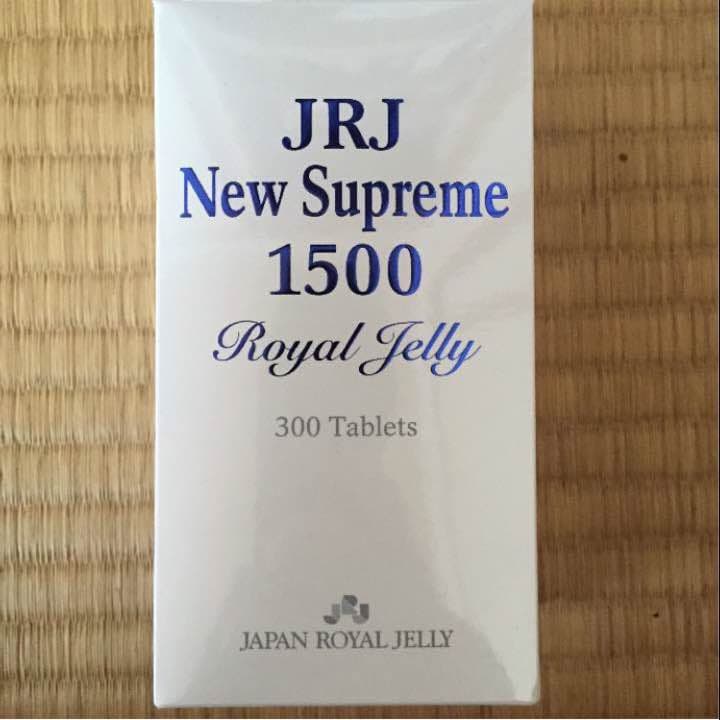 JRJ
New Supreme
1500
Royal Jelly
300 Tablets
JRJ
JAPAN ROYAL JELLY